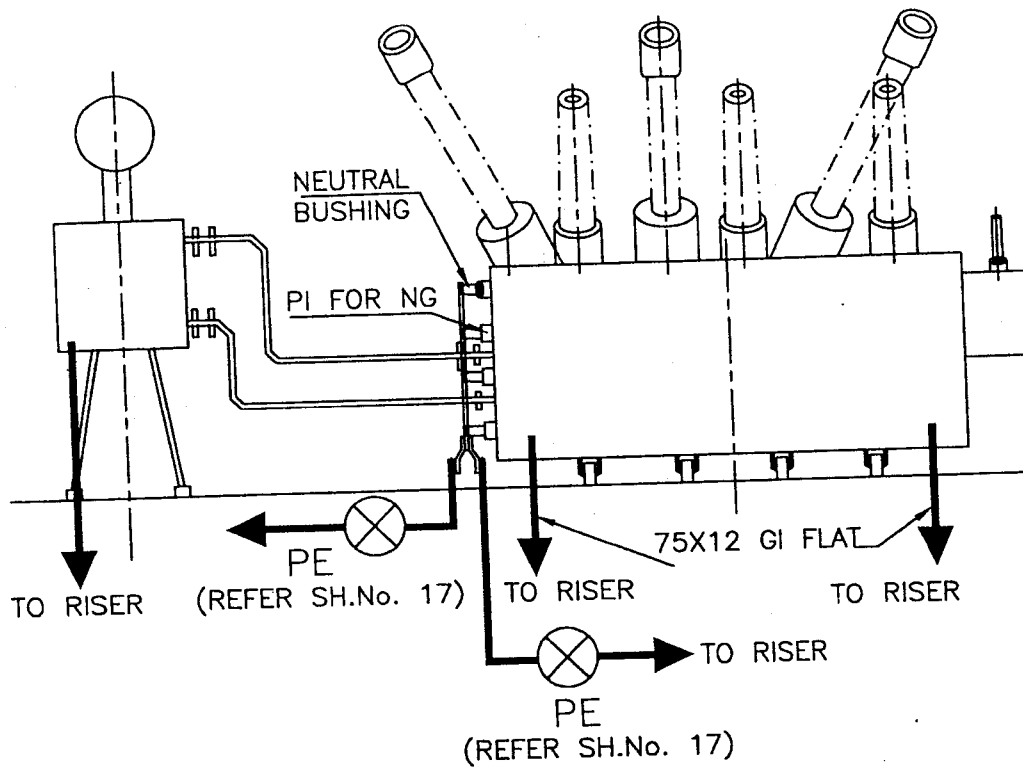 NEUTRAL
BUSHING
PI FOR NG
75X12 GI FLAT
TO RISER
PE
(REFER SH.No. 17)
TO RISER
TO RISER
TO RISER
PE
(REFER SH.No. 17)